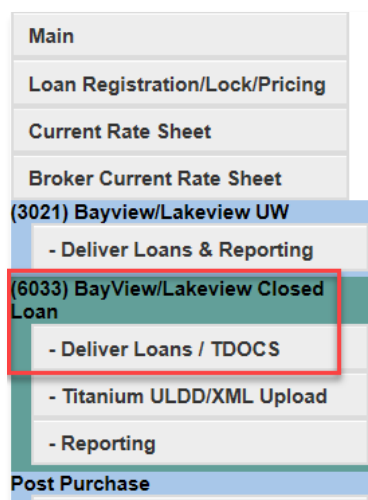 Main
Loan Registration/Lock/Pricing
Current Rate Sheet
Broker Current Rate Sheet
(3021) Bayview/Lakeview UW
- Deliver Loans & Reporting
(6033) BayView/Lakeview Closed
Loan
- Deliver Loans / TDOCS
- Titanium ULDD/XML Upload
- Reporting
Post Purchase